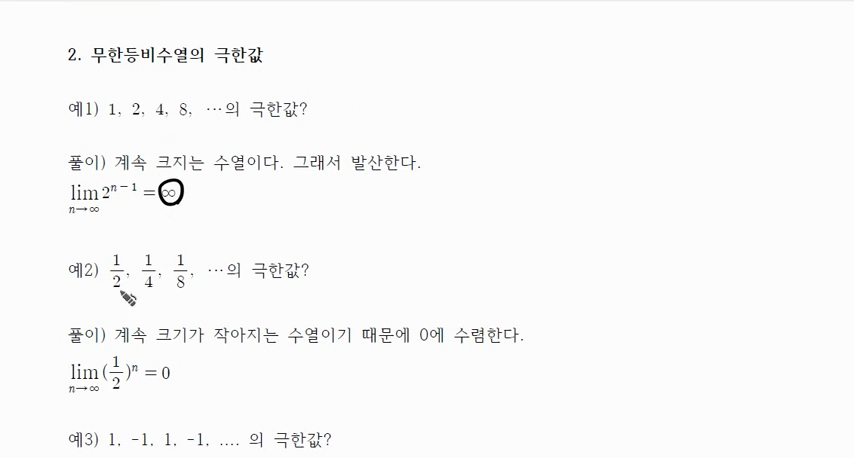 2. 무한등비수열의 극한값
예1) 1, 2, 4, 8, ⋯의 극한값?
풀이) 계속 크지는 수열이다. 그래서 발산한다.
lim_{n→∞} 2^{n-1} = ∞
예2) 1/2, 1/4, 1/8, ⋯의 극한값?
풀이) 계속 크기가 작아지는 수열이기 때문에 0에 수렴한다.
lim_{n→∞} (1/2)^n = 0
예3) 1, -1, 1, -1, .... 의 극한값?